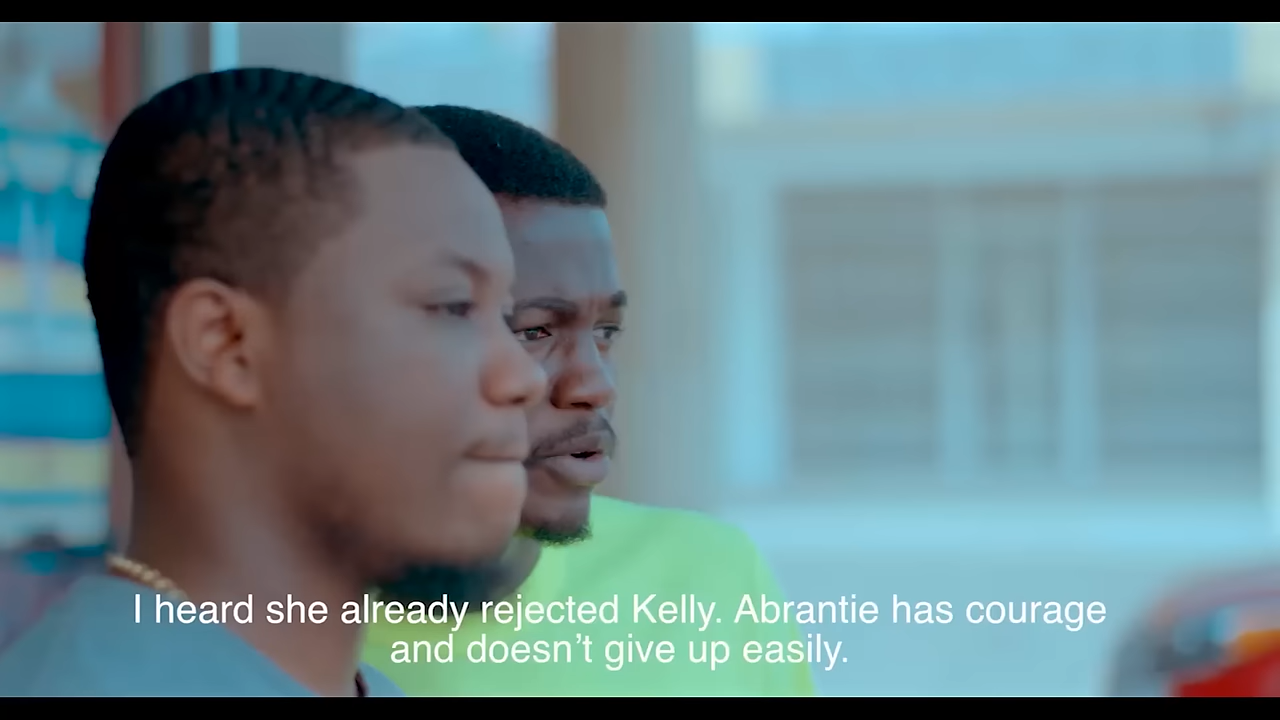 I heard she already rejected Kelly. Abrantie has courage
and doesn’t give up easily.